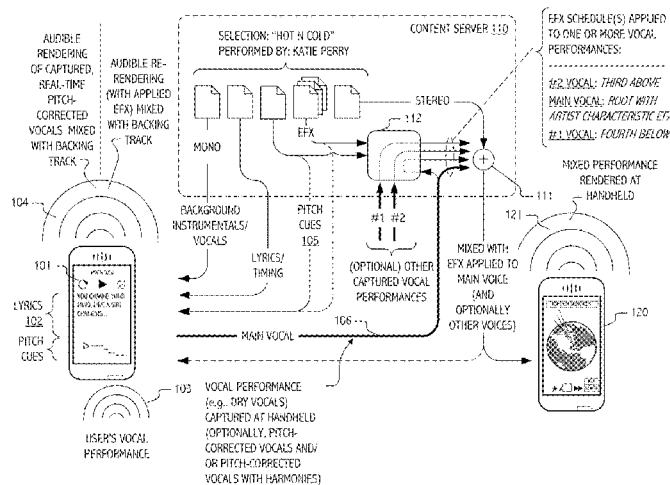 AUDIBLE
RENDERING
OF CAPTURED,
REAL-TIME
PITCH-
CORRECTED
VOCALS MIXED
WITH BACKING
TRACK
AUDIBLE RE-
RENDERING
(WITH APPLIED
EFX) MIXED
WITH BACKING
TRACK
SELECTION: "HOT N COLD"
PERFORMED BY: KATIE PERRY
CONTENT SERVER 110
EFX SCHEDULE(S) APPLIED
TO ONE OR MORE VOCAL
PERFORMANCES:
#2 VOCAL: THIRD ABOVE
MAIN VOCAL: ROOT WITH
ARTIST CHARACTERISTIC EFX
#1 VOCAL: FOURTH BELOW
MONO
EFX
STEREO
112
111
MIXED PERFORMANCE
RENDERED AT
HANDHELD
104
121
BACKGROUND
INSTRUMENTALS/
VOCALS
LYRICS/
TIMING
PITCH
CUES
105
#1
#2
(OPTIONAL) OTHER
CAPTURED VOCAL
PERFORMANCES
MIXED WITH
EFX APPLIED TO
MAIN VOICE
(AND
OPTIONALLY
OTHER VOICES)
101
LYRICS
102
PITCH
CUES
MAIN VOCAL
106
120
103
USER'S VOCAL
PERFORMANCE
VOCAL PERFORMANCE
(e.g., DRY VOCALS)
CAPTURED AT HANDHELD
(OPTIONALLY, PITCH-
CORRECTED VOCALS AND/
OR PITCH-CORRECTED
VOCALS WITH HARMONIES)